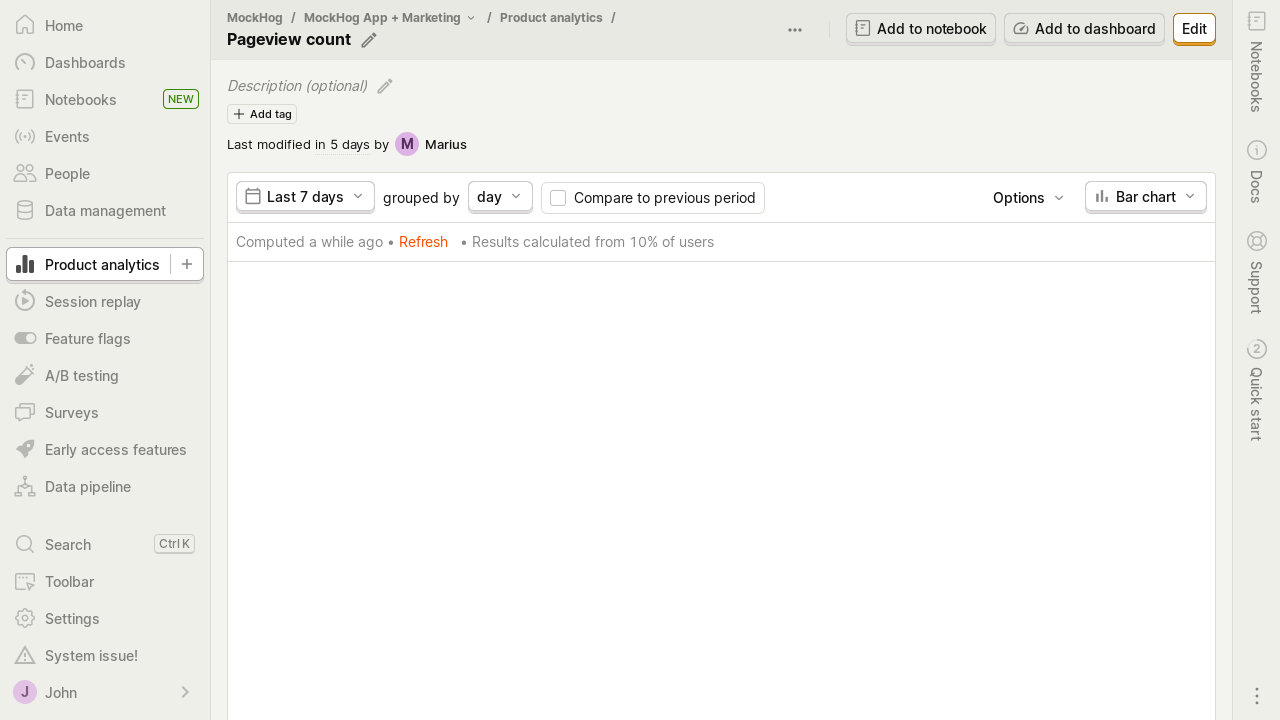 Home
Dashboards
Notebooks NEW
Events
People
Data management
Product analytics
Session replay
Feature flags
A/B testing
Surveys
Early access features
Data pipeline
Search Ctrl K
Toolbar
Settings
System issue!
J John
MockHog / MockHog App + Marketing / Product analytics /
Pageview count
Add to notebook
Add to dashboard
Edit
Description (optional)
Add tag
Last modified in 5 days by M Marius
Last 7 days grouped by day Compare to previous period Options Bar chart
Computed a while ago • Refresh • Results calculated from 10% of users
Notebooks
Docs
Support
2
Quick start